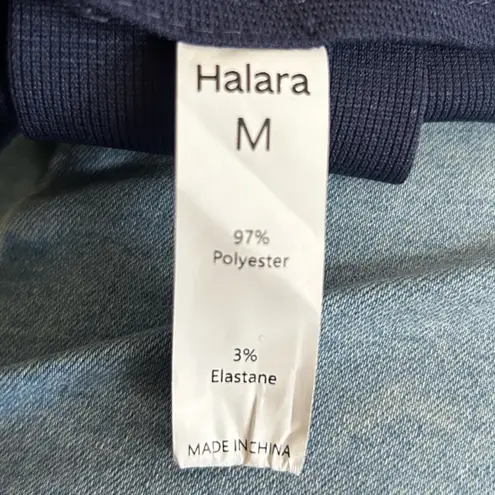 Halara
M
97%
Polyester
3%
Elastane
MADE IN CHINA